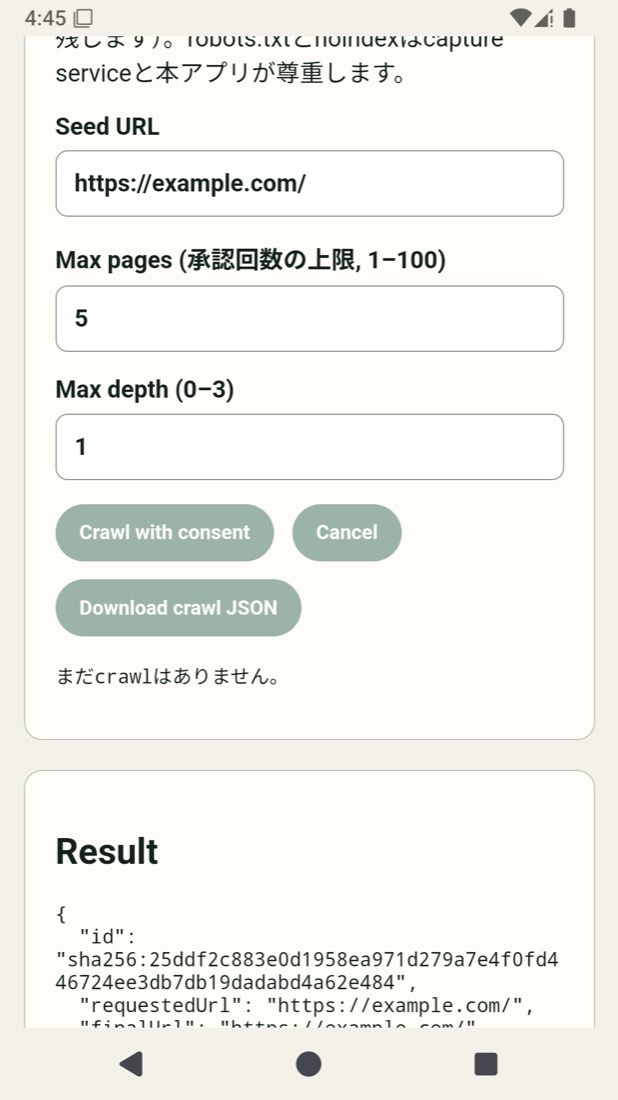 4:45
残します)。robots.txtとnoindexはcapture
serviceと本アプリが尊重します。
Seed URL
https://example.com/
Max pages (承認回数の上限, 1–100)
5
Max depth (0–3)
1
Crawl with consent
Cancel
Download crawl JSON
まだcrawlはありません。
Result
{
"id":
"sha256:25ddf2c883e0d1958ea971d279a7e4f0fd4
46724ee3db7db19dadabd4a62e484",
"requestedUrl": "https://example.com/",
"finalUrl": "https://example.com/"